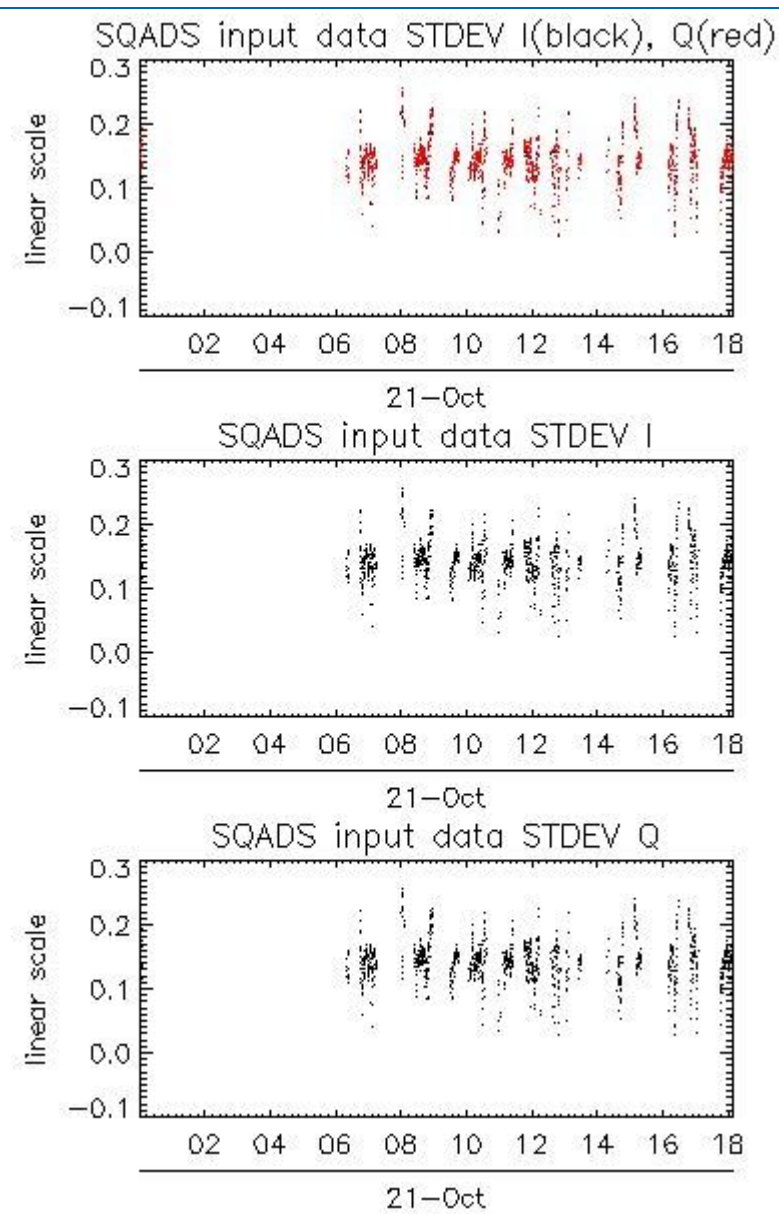 SQADS input data STDEV I(black), Q(red)
0.3
0.2
0.1
0.0
−0.1
linear scale
02 04 06 08 10 12 14 16 18
21−Oct
SQADS input data STDEV I
0.3
0.2
0.1
0.0
−0.1
linear scale
02 04 06 08 10 12 14 16 18
21−Oct
SQADS input data STDEV Q
0.3
0.2
0.1
0.0
−0.1
linear scale
02 04 06 08 10 12 14 16 18
21−Oct